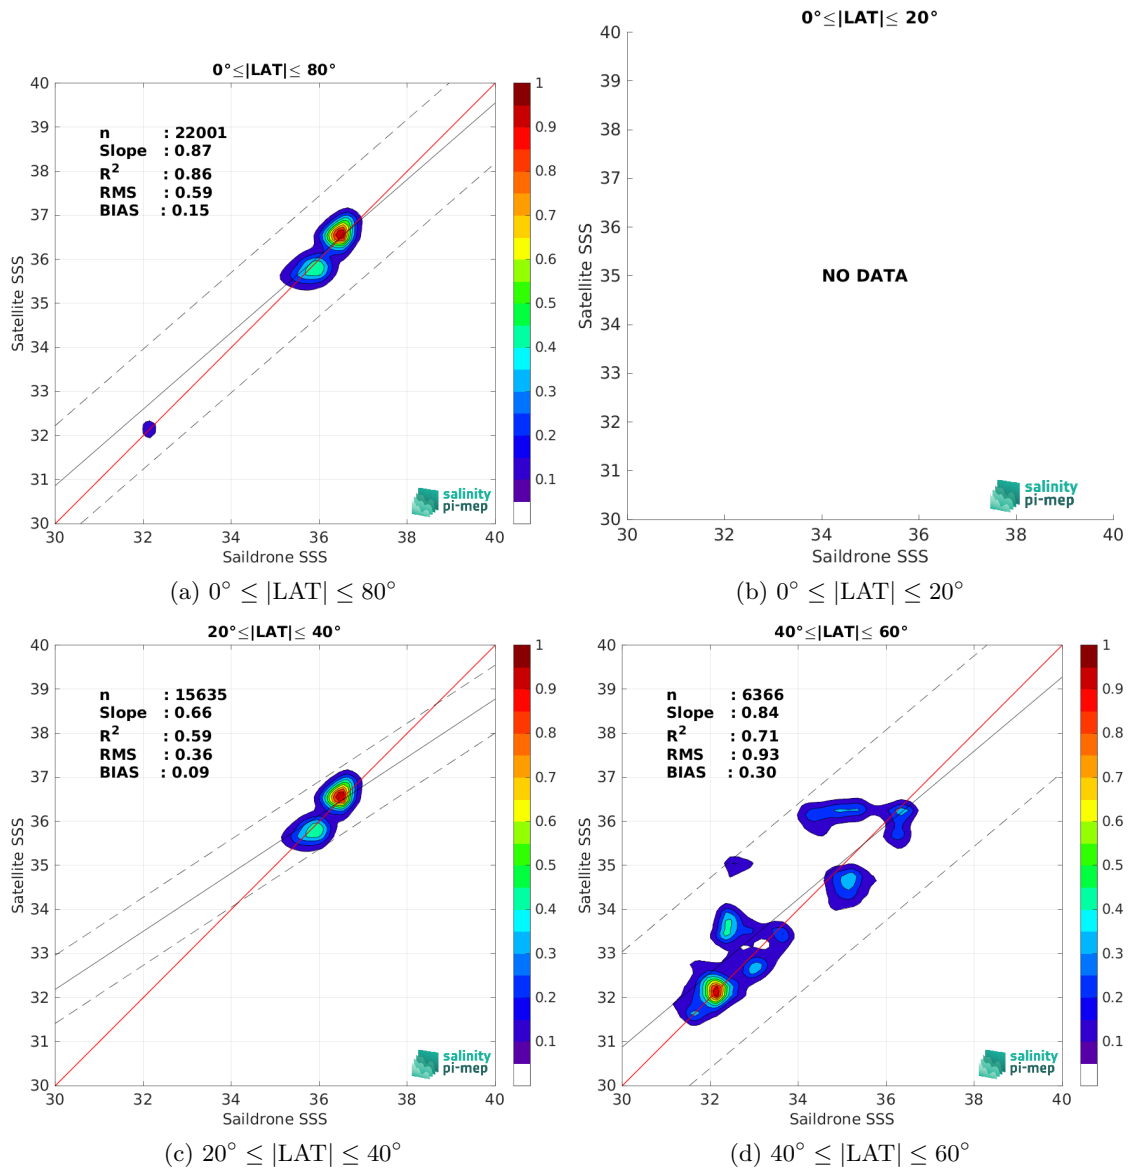 0°≤|LAT|≤ 80°
n : 22001
Slope : 0.87
R² : 0.86
RMS : 0.59
BIAS : 0.15
40
39
38
37
36
35
34
33
32
31
30
Satellite SSS
30 32 34 36 38 40
Saildrone SSS
1
0.9
0.8
0.7
0.6
0.5
0.4
0.3
0.2
0.1
salinity
pi-mep
(a) 0° ≤ |LAT| ≤ 80°
0°≤|LAT|≤ 20°
40
39
38
37
36
35
34
33
32
31
30
Satellite SSS
NO DATA
salinity
pi-mep
30 32 34 36 38 40
Saildrone SSS
(b) 0° ≤ |LAT| ≤ 20°
20°≤|LAT|≤ 40°
n : 15635
Slope : 0.66
R² : 0.59
RMS : 0.36
BIAS : 0.09
40
39
38
37
36
35
34
33
32
31
30
Satellite SSS
30 32 34 36 38 40
Saildrone SSS
1
0.9
0.8
0.7
0.6
0.5
0.4
0.3
0.2
0.1
salinity
pi-mep
(c) 20° ≤ |LAT| ≤ 40°
40°≤|LAT|≤ 60°
n : 6366
Slope : 0.84
R² : 0.71
RMS : 0.93
BIAS : 0.30
40
39
38
37
36
35
34
33
32
31
30
Satellite SSS
30 32 34 36 38 40
Saildrone SSS
1
0.9
0.8
0.7
0.6
0.5
0.4
0.3
0.2
0.1
salinity
pi-mep
(d) 40° ≤ |LAT| ≤ 60°